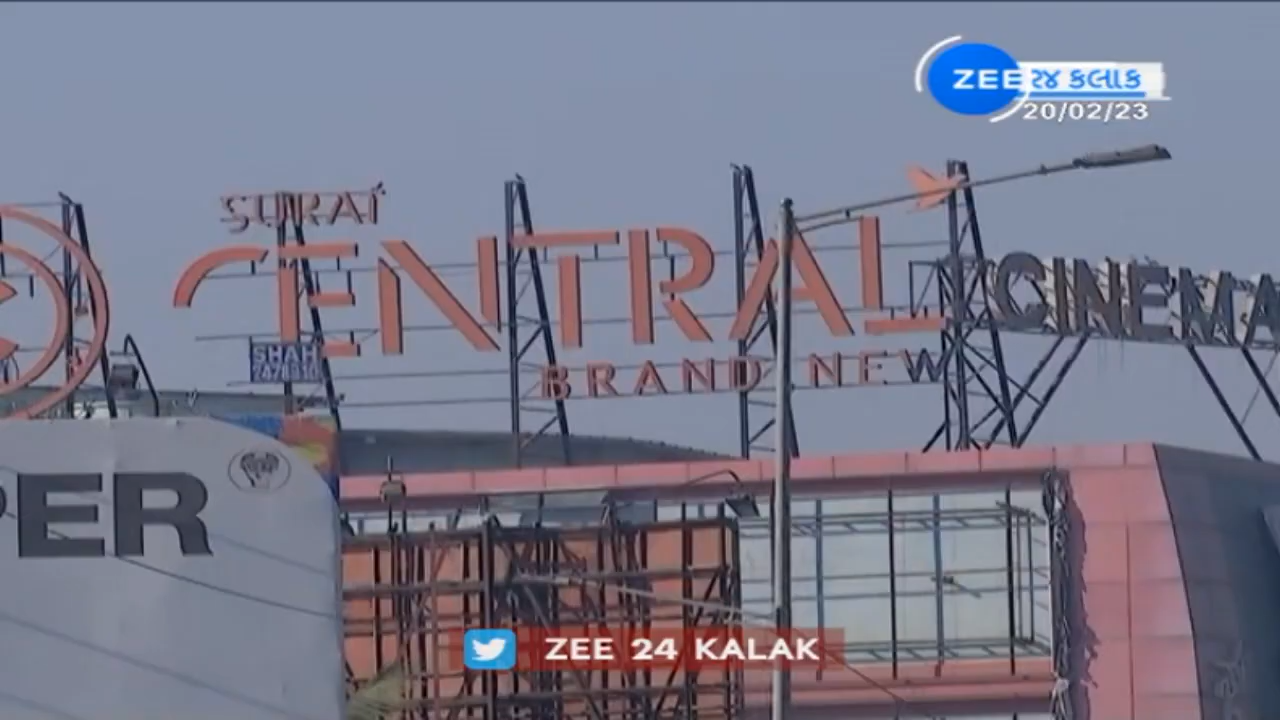 ZEE ૨૪ કલાક
20/02/23
SURAT
CENTRAL
CINEMA
SHAH
BRAND NEW
PER
ZEE 24 KALAK